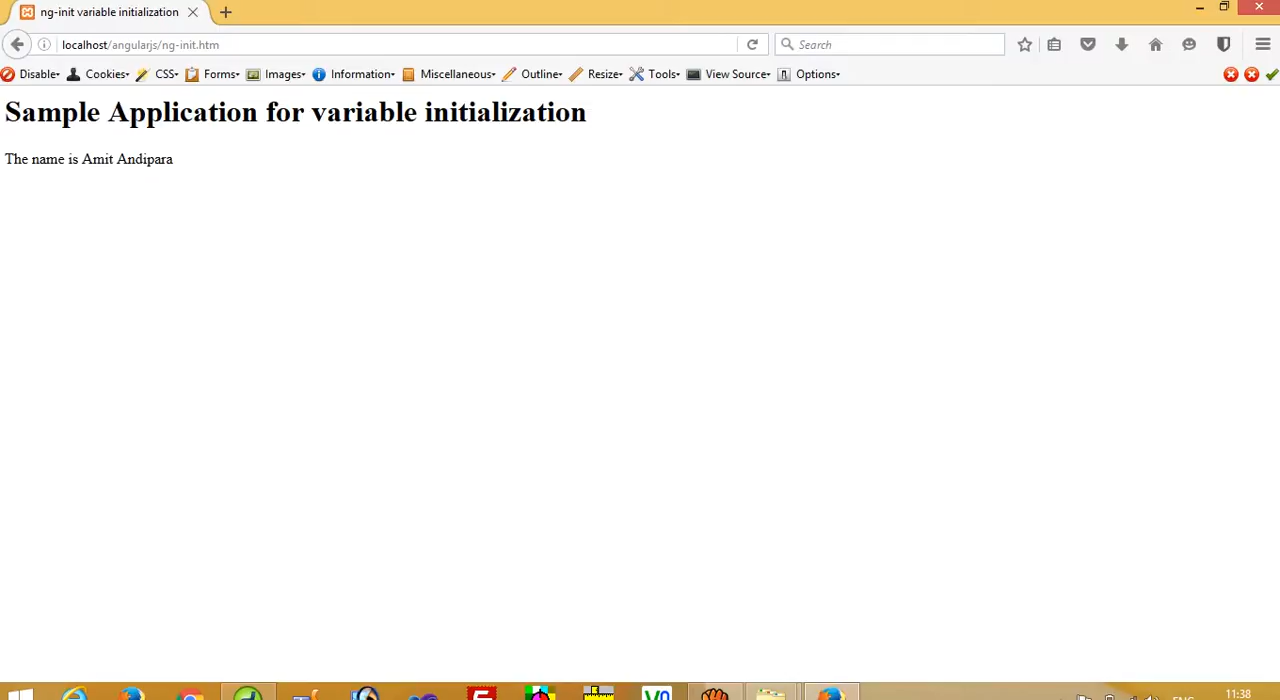 ng-init variable initialization
localhost/angularjs/ng-init.htm
Search
Disable Cookies CSS Forms Images Information Miscellaneous Outline Resize Tools View Source Options
Sample Application for variable initialization
The name is Amit Andipara
ENG
11:38